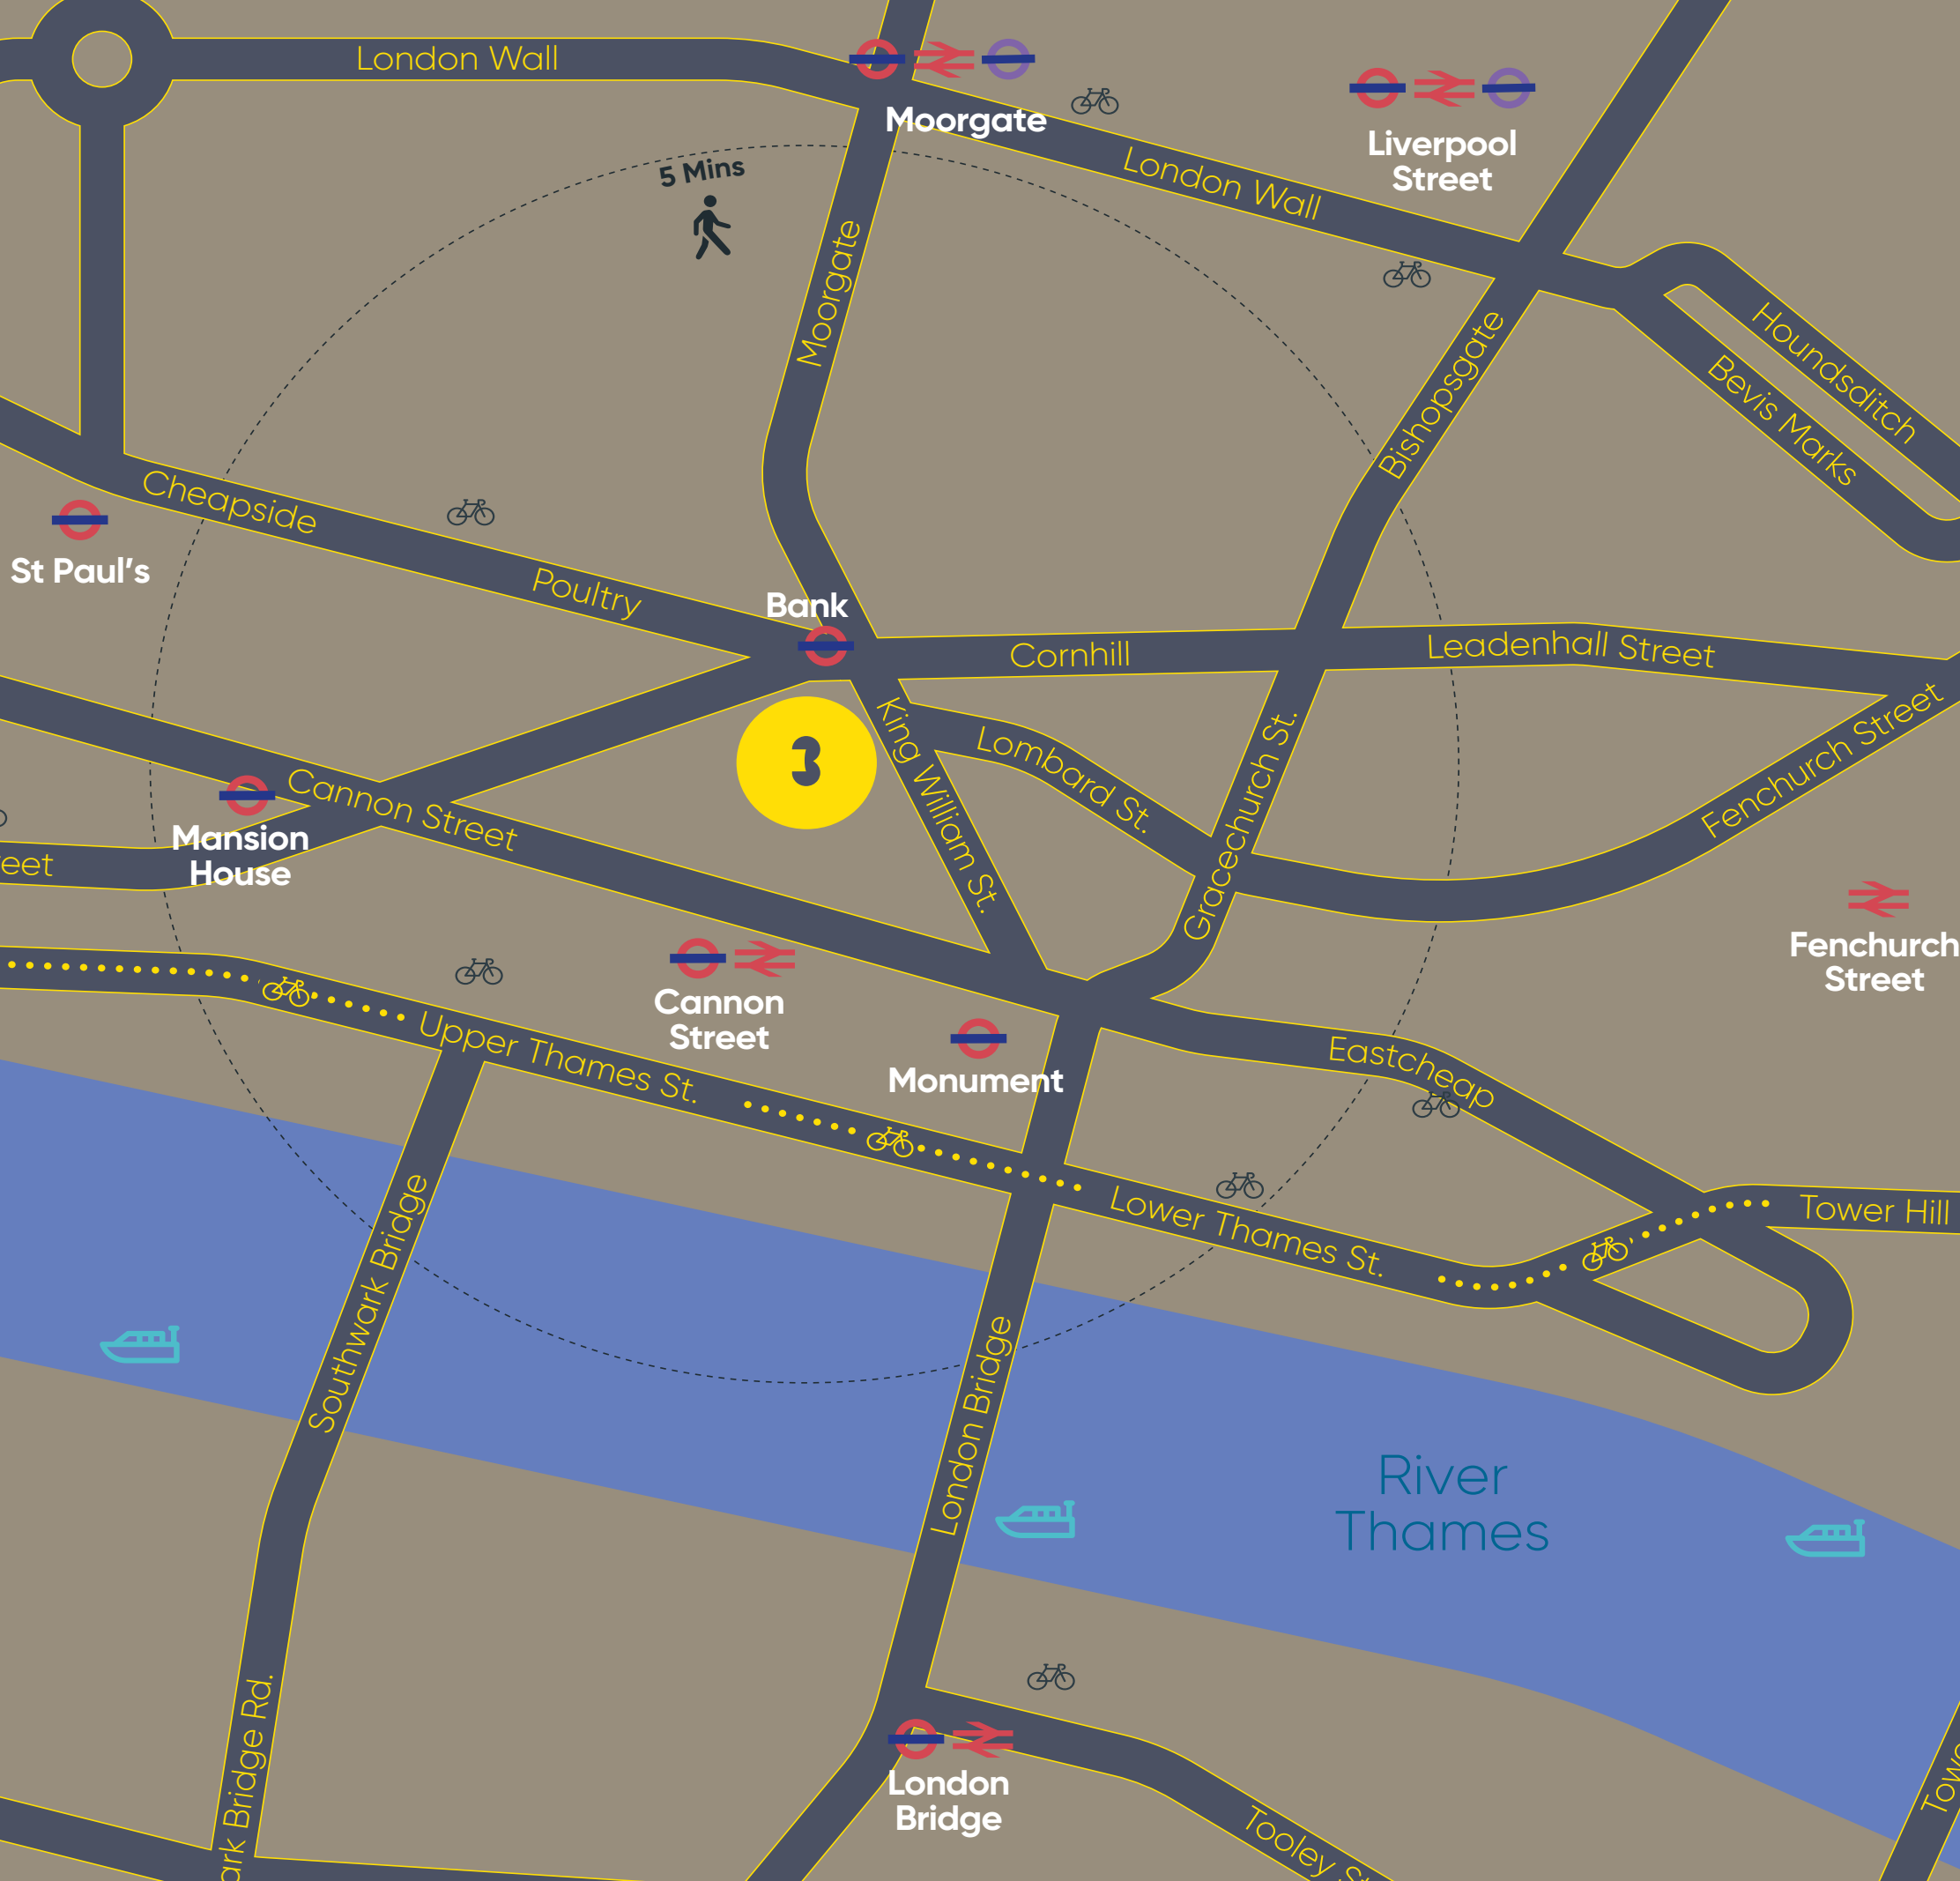 London Wall
Moorgate
Liverpool
Street
5 Mins
London Wall
Moorgate
Houndsditch
Bishopsgate
Bevis Marks
Cheapside
St Paul's
Poultry
Bank
Cornhill
Leadenhall Street
3
King William St.
Lombard St.
Gracechurch St.
Fenchurch Street
Cannon Street
Mansion
House
eet
Fenchurch
Street
Cannon
Street
Upper Thames St.
Monument
Eastcheap
Lower Thames St.
Tower Hill
Southwark Bridge
London Bridge
River
Thames
ark Bridge Rd.
London
Bridge
Tooley S
Towe